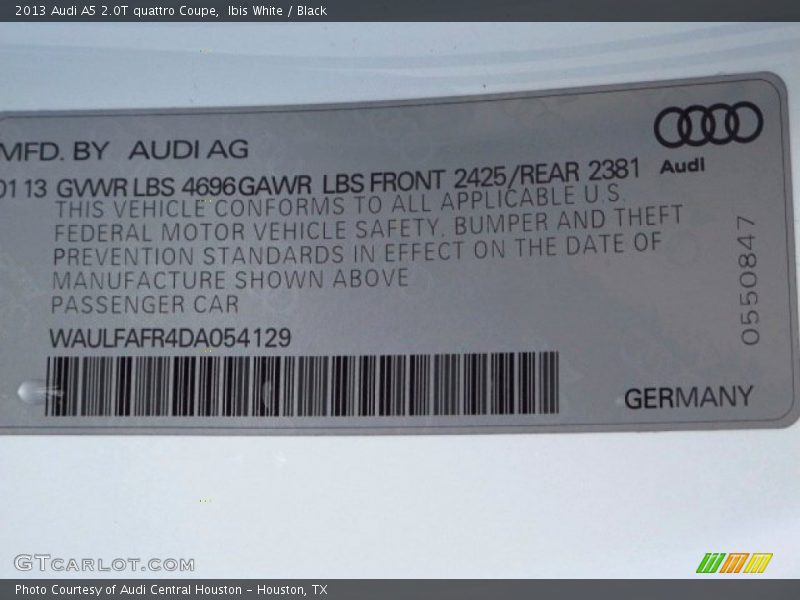 2013 Audi A5 2.0T quattro Coupe,  Ibis White / Black
MFD. BY AUDI AG
01 13 GVWR LBS 4696 GAWR LBS FRONT 2425/REAR 2381
Audi
THIS VEHICLE CONFORMS TO ALL APPLICABLE U.S.
FEDERAL MOTOR VEHICLE SAFETY, BUMPER AND THEFT
PREVENTION STANDARDS IN EFFECT ON THE DATE OF
MANUFACTURE SHOWN ABOVE
PASSENGER CAR
WAULFAFR4DA054129
0550847
GERMANY
GTCARLOT.COM
Photo Courtesy of Audi Central Houston – Houston, TX